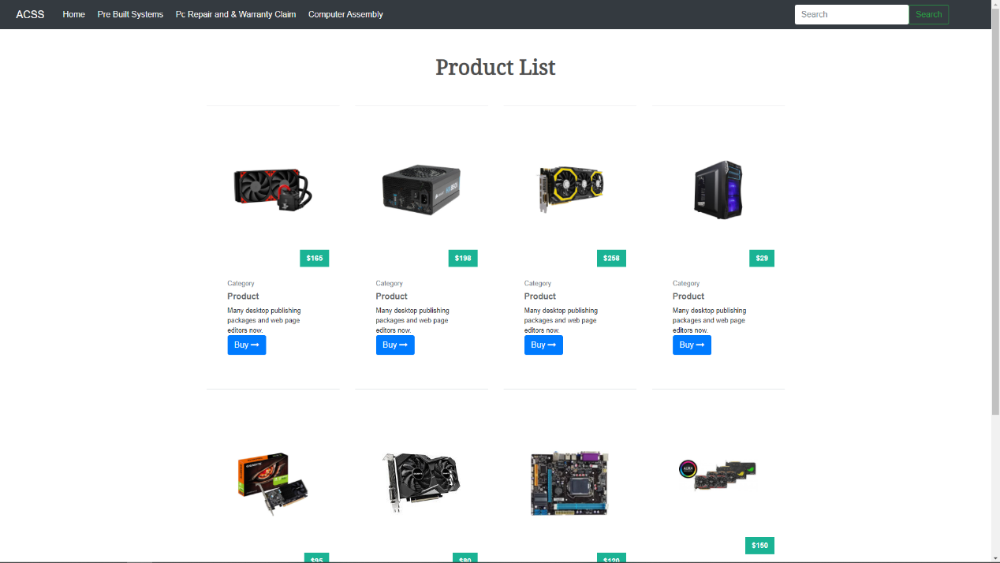 ACSS Home Pre Built Systems Pc Repair and & Warranty Claim Computer Assembly Search Search
Product List
$165 $198 $258 $29
Category Category Category Category
Product Product Product Product
Many desktop publishing Many desktop publishing Many desktop publishing Many desktop publishing
packages and web page packages and web page packages and web page packages and web page
editors now. editors now. editors now. editors now.
Buy Buy Buy Buy
AURA
$150
$95 $80 $120